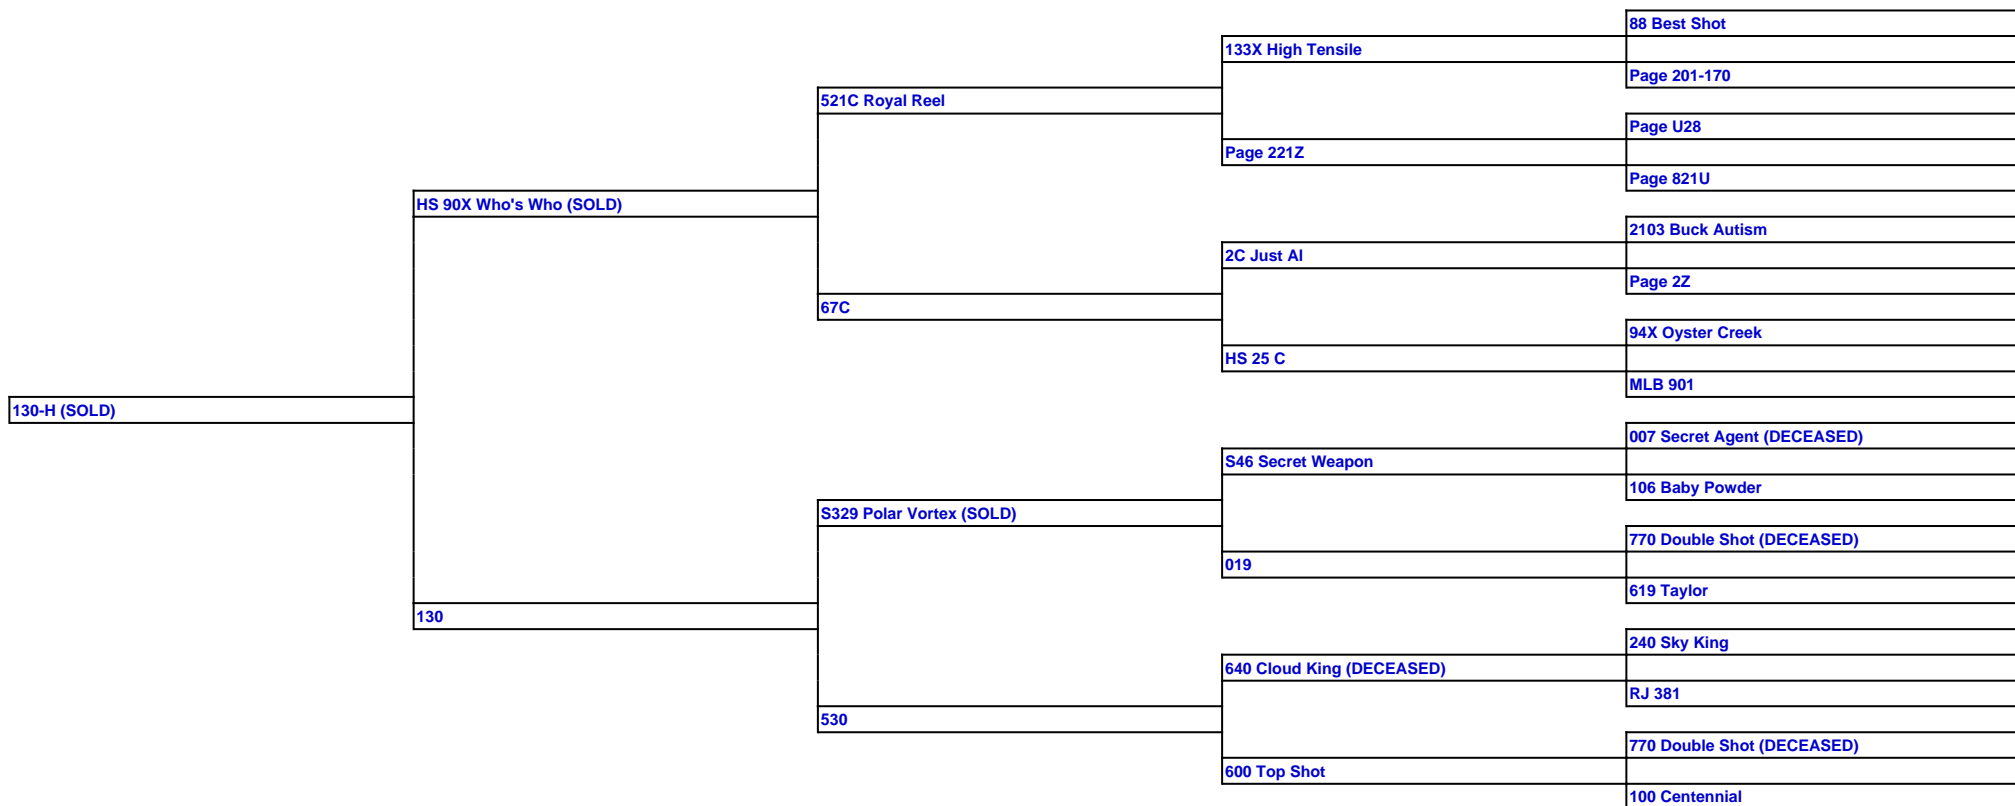 88 Best Shot
133X High Tensile
Page 201-170
521C Royal Reel
Page U28
Page 221Z
Page 821U
HS 90X Who's Who (SOLD)
2103 Buck Autism
2C Just AI
Page 2Z
67C
94X Oyster Creek
HS 25 C
MLB 901
130-H (SOLD)
007 Secret Agent (DECEASED)
S46 Secret Weapon
106 Baby Powder
S329 Polar Vortex (SOLD)
770 Double Shot (DECEASED)
019
619 Taylor
130
240 Sky King
640 Cloud King (DECEASED)
RJ 381
530
770 Double Shot (DECEASED)
600 Top Shot
100 Centennial